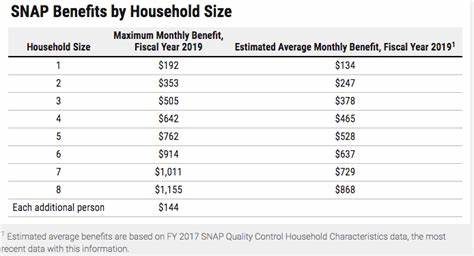 SNAP Benefits by Household Size
Household Size Maximum Monthly Benefit, Fiscal Year 2019 Estimated Average Monthly Benefit, Fiscal Year 2019¹
1 $192 $134
2 $353 $247
3 $505 $378
4 $642 $465
5 $762 $528
6 $914 $637
7 $1,011 $729
8 $1,155 $868
Each additional person $144
¹ Estimated average benefits are based on FY 2017 SNAP Quality Control Household Characteristics data, the most
recent data with this information.